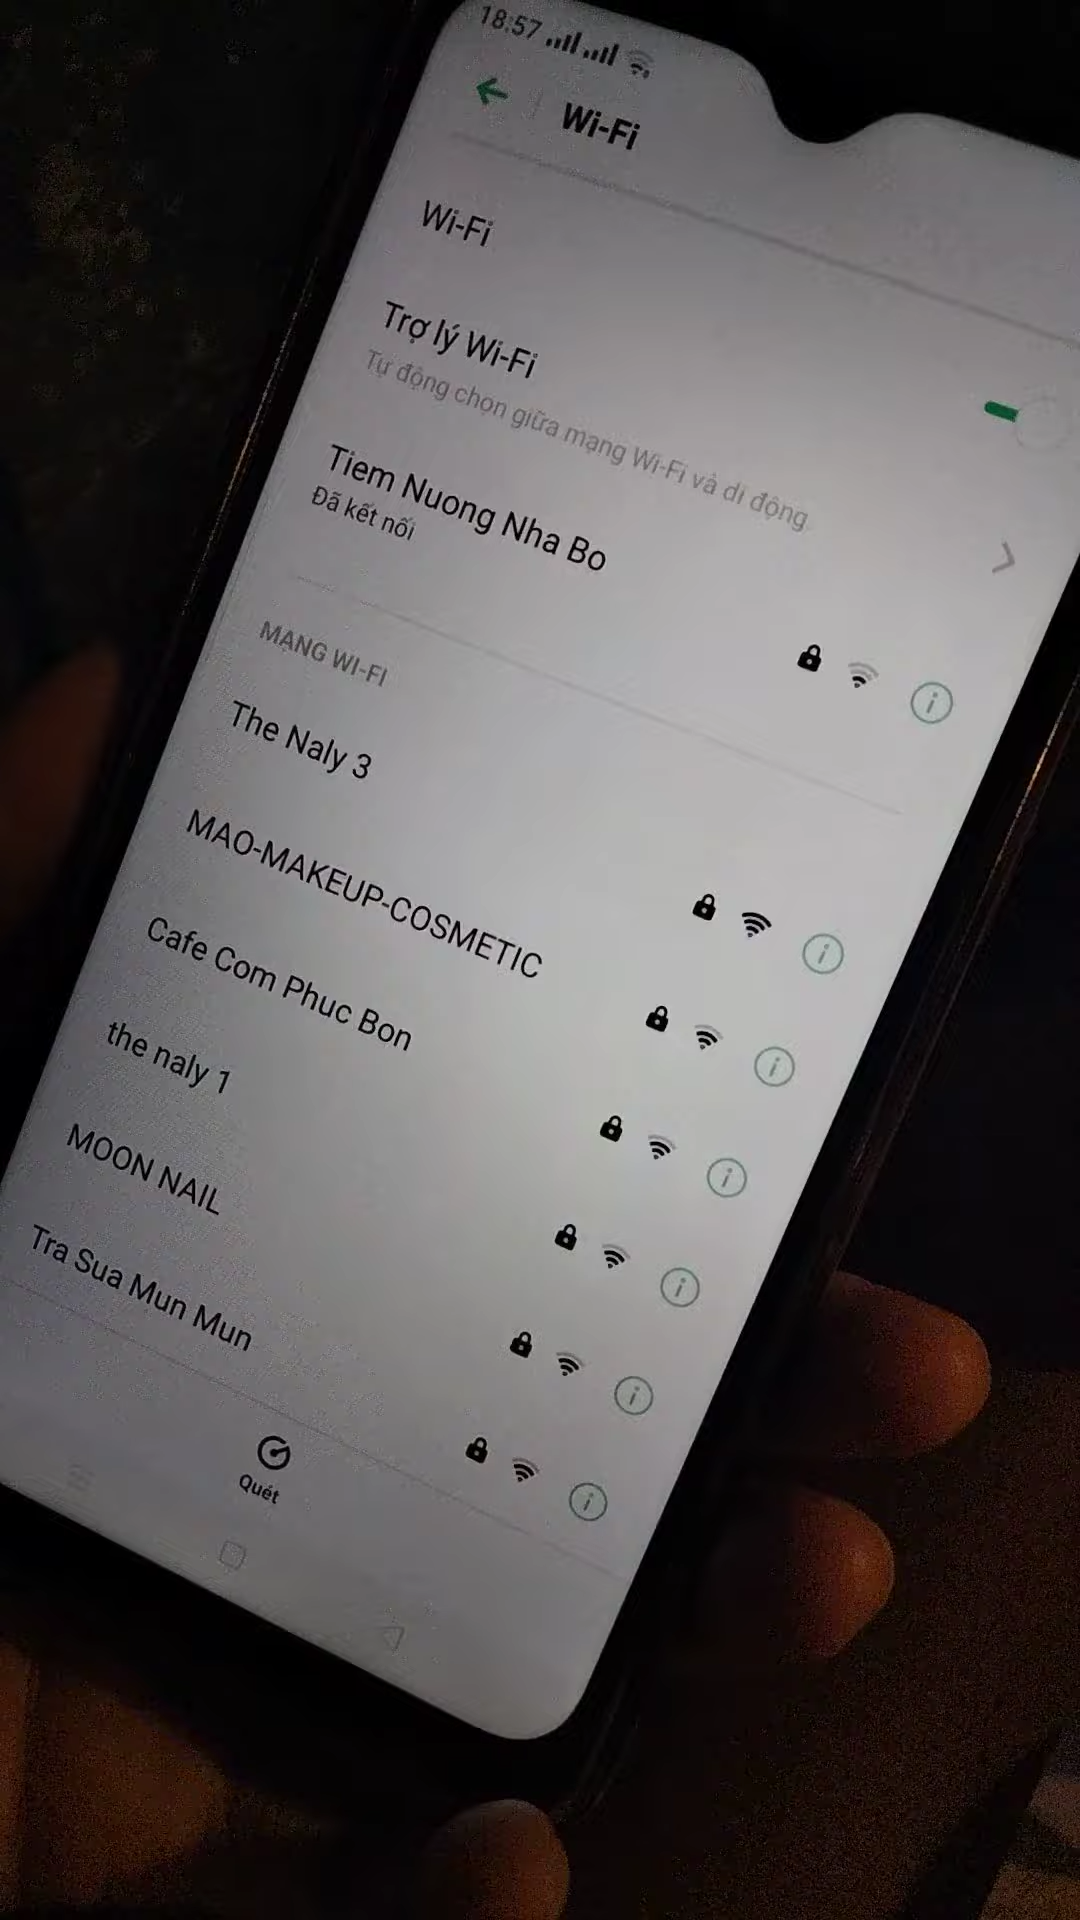 18:57
Wi-Fi
Wi-Fi
Trợ lý Wi-Fi
Tự động chọn giữa mạng Wi-Fi và di động
Tiem Nuong Nha Bo
Đã kết nối
MẠNG WI-FI
The Naly 3
MAO-MAKEUP-COSMETIC
Cafe Com Phuc Bon
the naly 1
MOON NAIL
Tra Sua Mun Mun
Quét